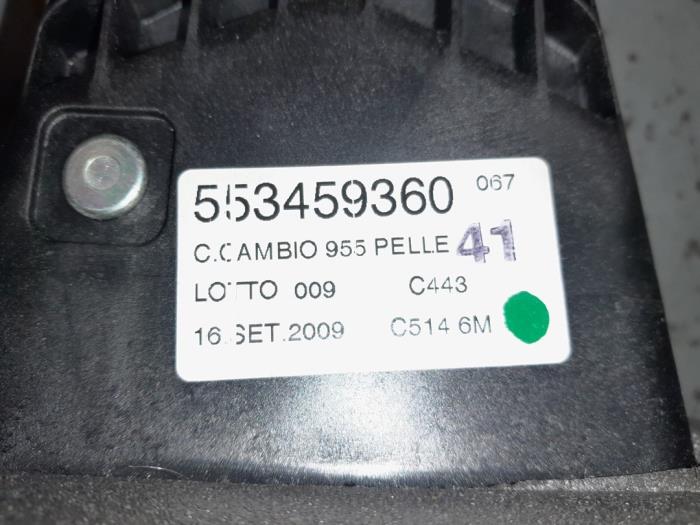 553459360 067
C.CAMBIO 955 PELLE 41
LOTTO 009 C443
16.SET.2009 C514 6M